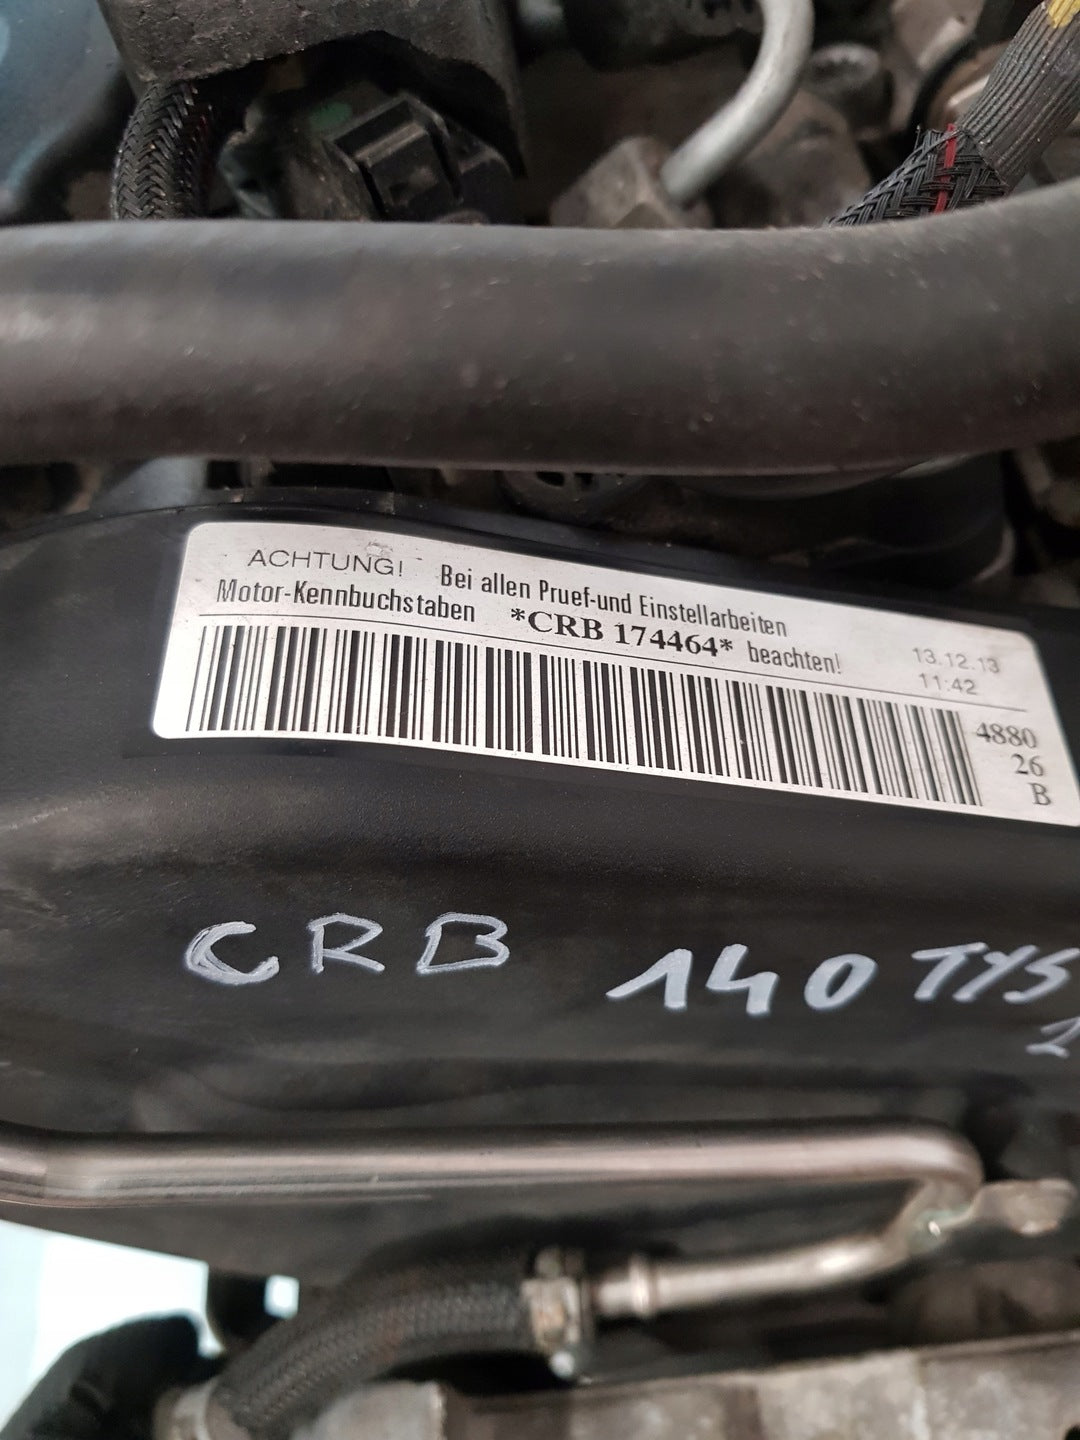 ACHTUNG! Bei allen Pruef-und Einstellarbeiten
Motor-Kennbuchstaben *CRB 174464* beachten!
13.12.13
11:42
4880
26
B
CRB 140 TYS
2